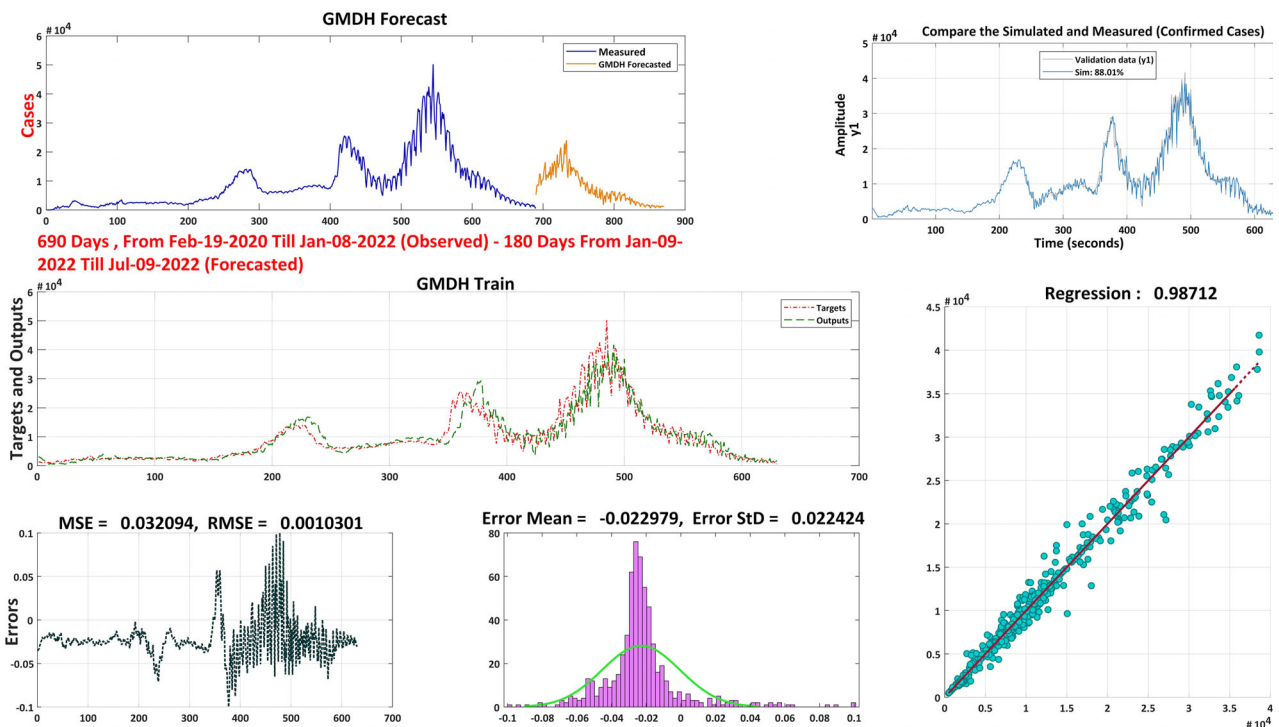 GMDH Forecast
# 10^4
6
5
4
3
2
1
0
Cases
Measured
GMDH Forecasted
0 100 200 300 400 500 600 700 800 900
690 Days , From Feb-19-2020 Till Jan-08-2022 (Observed) - 180 Days From Jan-09-
2022 Till Jul-09-2022 (Forecasted)
Compare the Simulated and Measured (Confirmed Cases)
# 10^4
5
4
3
2
1
0
Amplitude
y1
Validation data (y1)
Sim: 88.01%
100 200 300 400 500 600
Time (seconds)
GMDH Train
# 10^4
6
5
4
3
2
1
0
Targets and Outputs
Targets
Outputs
0 100 200 300 400 500 600 700
Regression : 0.98712
# 10^4
4.5
4
3.5
3
2.5
2
1.5
1
0.5
0
0 0.5 1 1.5 2 2.5 3 3.5 4
# 10^4
MSE = 0.032094, RMSE = 0.0010301
0.1
0.05
0
-0.05
-0.1
Errors
0 100 200 300 400 500 600 700
Error Mean = -0.022979, Error StD = 0.022424
80
60
40
20
0
-0.1 -0.08 -0.06 -0.04 -0.02 0 0.02 0.04 0.06 0.08 0.1